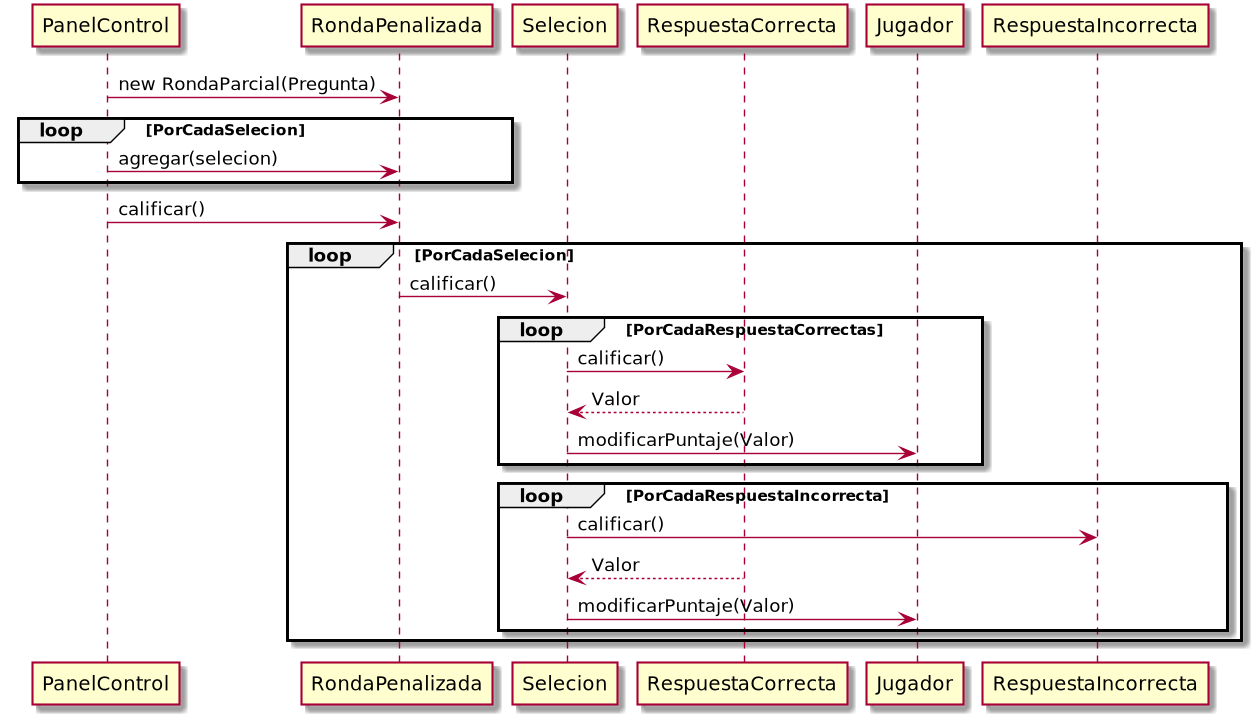 PanelControl RondaPenalizada Selecion RespuestaCorrecta Jugador RespuestaIncorrecta
new RondaParcial(Pregunta)
loop [PorCadaSelecion]
agregar(selecion)
calificar()
loop [PorCadaSelecion]
calificar()
loop [PorCadaRespuestaCorrectas]
calificar()
Valor
modificarPuntaje(Valor)
loop [PorCadaRespuestaIncorrecta]
calificar()
Valor
modificarPuntaje(Valor)
PanelControl RondaPenalizada Selecion RespuestaCorrecta Jugador RespuestaIncorrecta